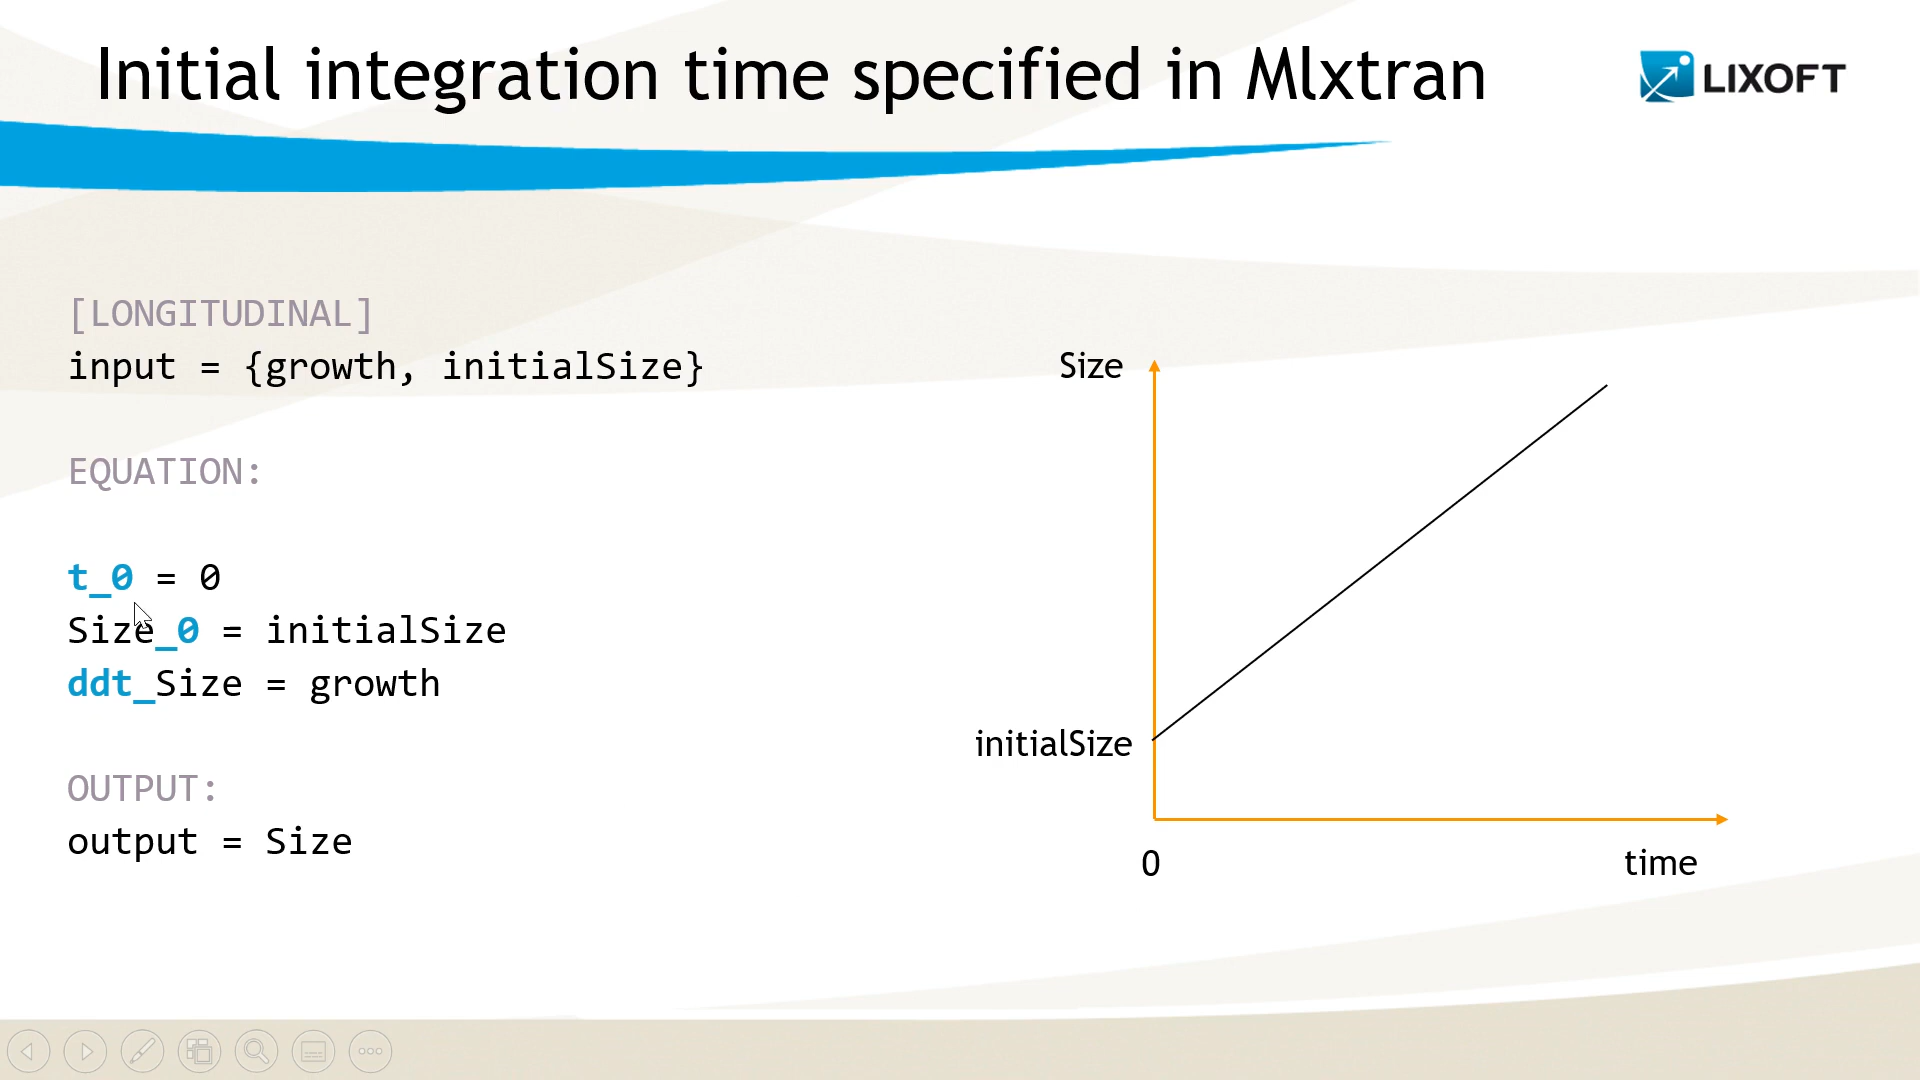 Initial integration time specified in Mlxtran
LIXOFT
[LONGITUDINAL]
input = {growth, initialSize}
EQUATION:
t_0 = 0
Size_0 = initialSize
ddt_Size = growth
OUTPUT:
output = Size
Size
initialSize
0
time